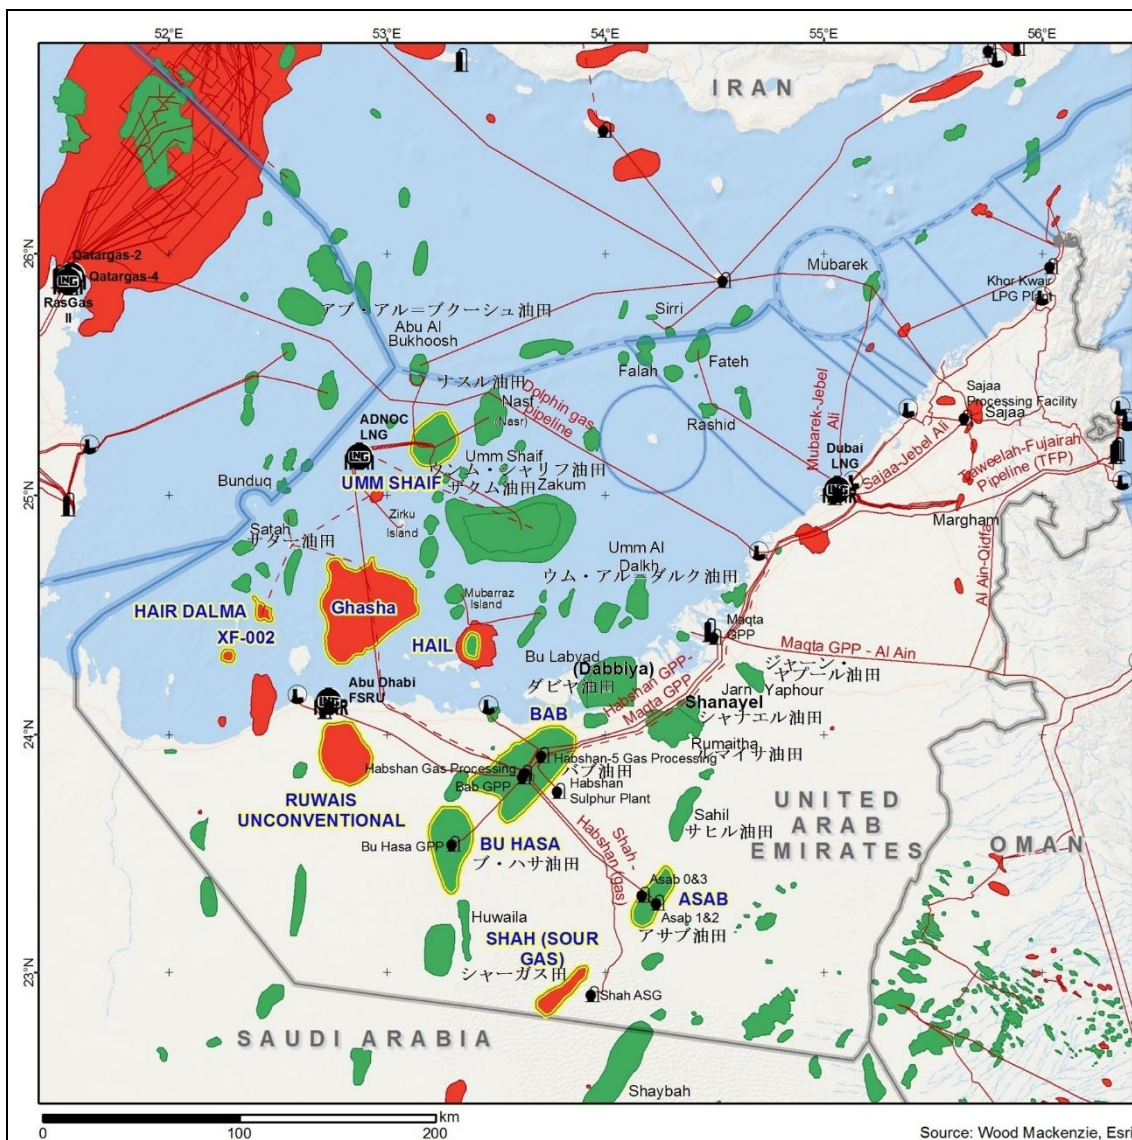 52°E
53°E
54°E
55°E
56°E
IRAN
26°N
25°N
24°N
23°N
Qatargas-2
Qatargas-4
RasGas
II
アブ・アル＝ブクーシュ油田
Abu Al
Bukhoosh
Mubarek
Khor Kwair
LPG Plant
Sirri
Falah
Fateh
Rashid
ナスル油田
Nasr
(Nasr)
Dolphin gas
pipeline
Mubarek-Jebel
Ali
Sajaa
Processing Facility
Sajaa
Sajaa-Jebel Ali
Taweelah-Fujairah
Pipeline (TFP)
ADNOC
LNG
LNG
Umm Shaif
ウンム・シャリフ油田
UMM SHAIF
ザクム油田
Zakum
Dubai
LNG
LNG
Bunduq
Zirku
Island
Satah
サター油田
Margham
Al Ain-Qidfa
Umm Al
Dalkh
ウム・アル＝ダルク油田
HAIR DALMA
XF-002
Ghasha
Mubarraz
Island
HAIL
Maqta
GPP
Maqta GPP - Al Ain
Bu Labyad
(Dabbiya)
ダビヤ油田
Habshan GPP-
Maqta GPP
ジャーン・
ヤプール油田
Jarn Yaphour
Shanayel
シャナエル油田
Abu Dhabi
FSRU
LNG
BAB
Rumaitha
ルマイサ油田
Habshan Gas Processing
Habshan-5 Gas Processing
バブ油田
Bab GPP
Habshan
Sulphur Plant
RUWAIS
UNCONVENTIONAL
Bu Hasa GPP
BU HASA
ブ・ハサ油田
Sahil
サヒル油田
UNITED
ARAB
EMIRATES
OMAN
Shah -
Habshan (gas)
Asab 0&3
ASAB
Asab 1&2
アサブ油田
Huwaila
SHAH (SOUR
GAS)
シャーガス田
Shah ASG
SAUDI ARABIA
Shaybah
km
0
100
200
Source: Wood Mackenzie, Esri